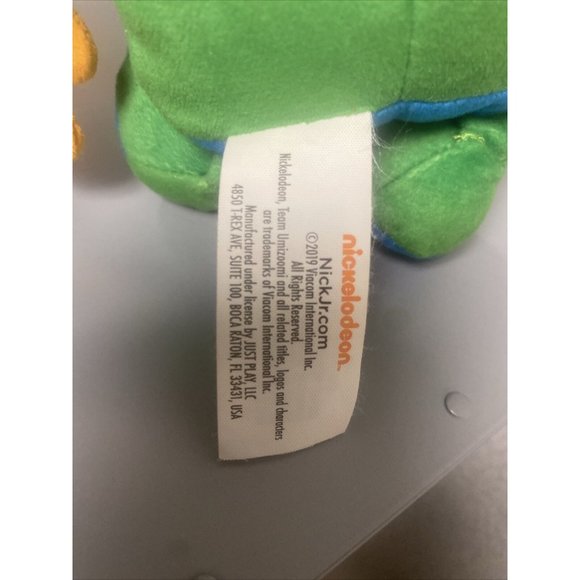 nickelodeon™
NickJr.com
©2019 Viacom International Inc.
All Rights Reserved.
Nickelodeon, Team Umizoomi and all related titles, logos and characters
are trademarks of Viacom International Inc.
Manufactured under license by JUST PLAY, LLC
4850 T-REX AVE, SUITE 100, BOCA RATON, FL 33431, USA